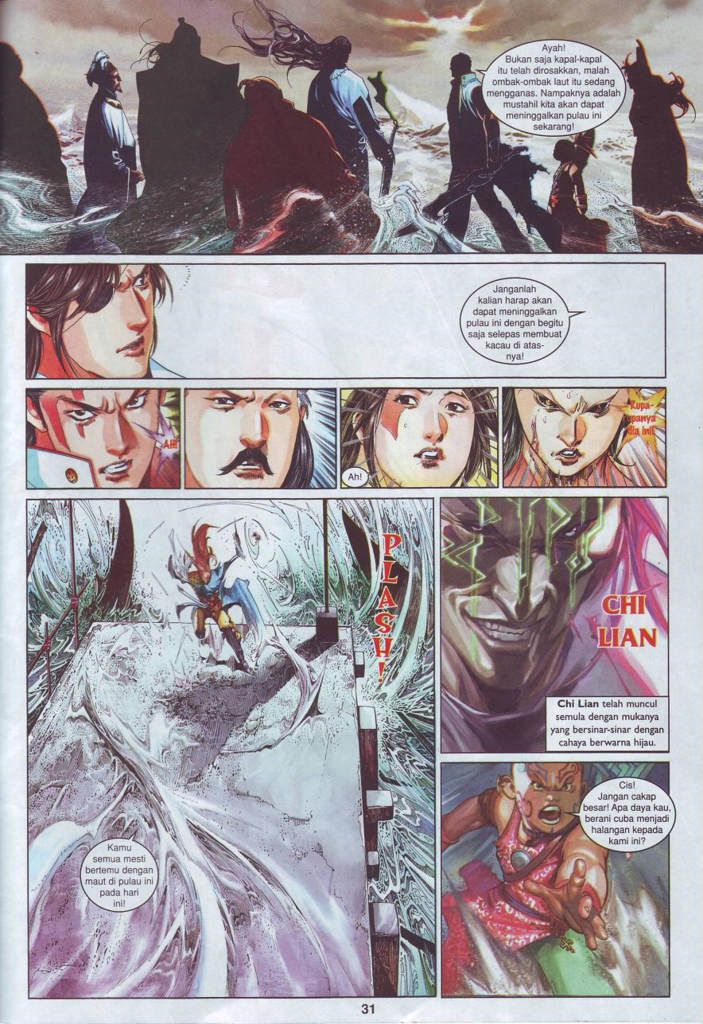 Ayah!
Bukan saja kapal-kapal
itu telah dirosakkan, malah
ombak-ombak laut itu sedang
mengganas. Nampaknya adalah
mustahil kita akan dapat
meninggalkan pulau ini
sekarang!
Janganlah
kalian harap akan
meninggalkan
pulau ini dengan begitu
saja selepas membuat
kacau di atas-
nya!
Ah!
Ah!
Rupa-
rupanya
dia ini!
PLASH!
Kamu
semua mesti
bertemu dengan
maut di pulau ini
pada hari
ini!
CHI
LIAN
Chi Lian telah muncul
semula dengan mukanya
yang bersinar-sinar dengan
cahaya berwarna hijau.
Cis!
Jangan cakap
besar! Apa daya kau,
berani cuba menjadi
halangan kepada
kami ini?
31